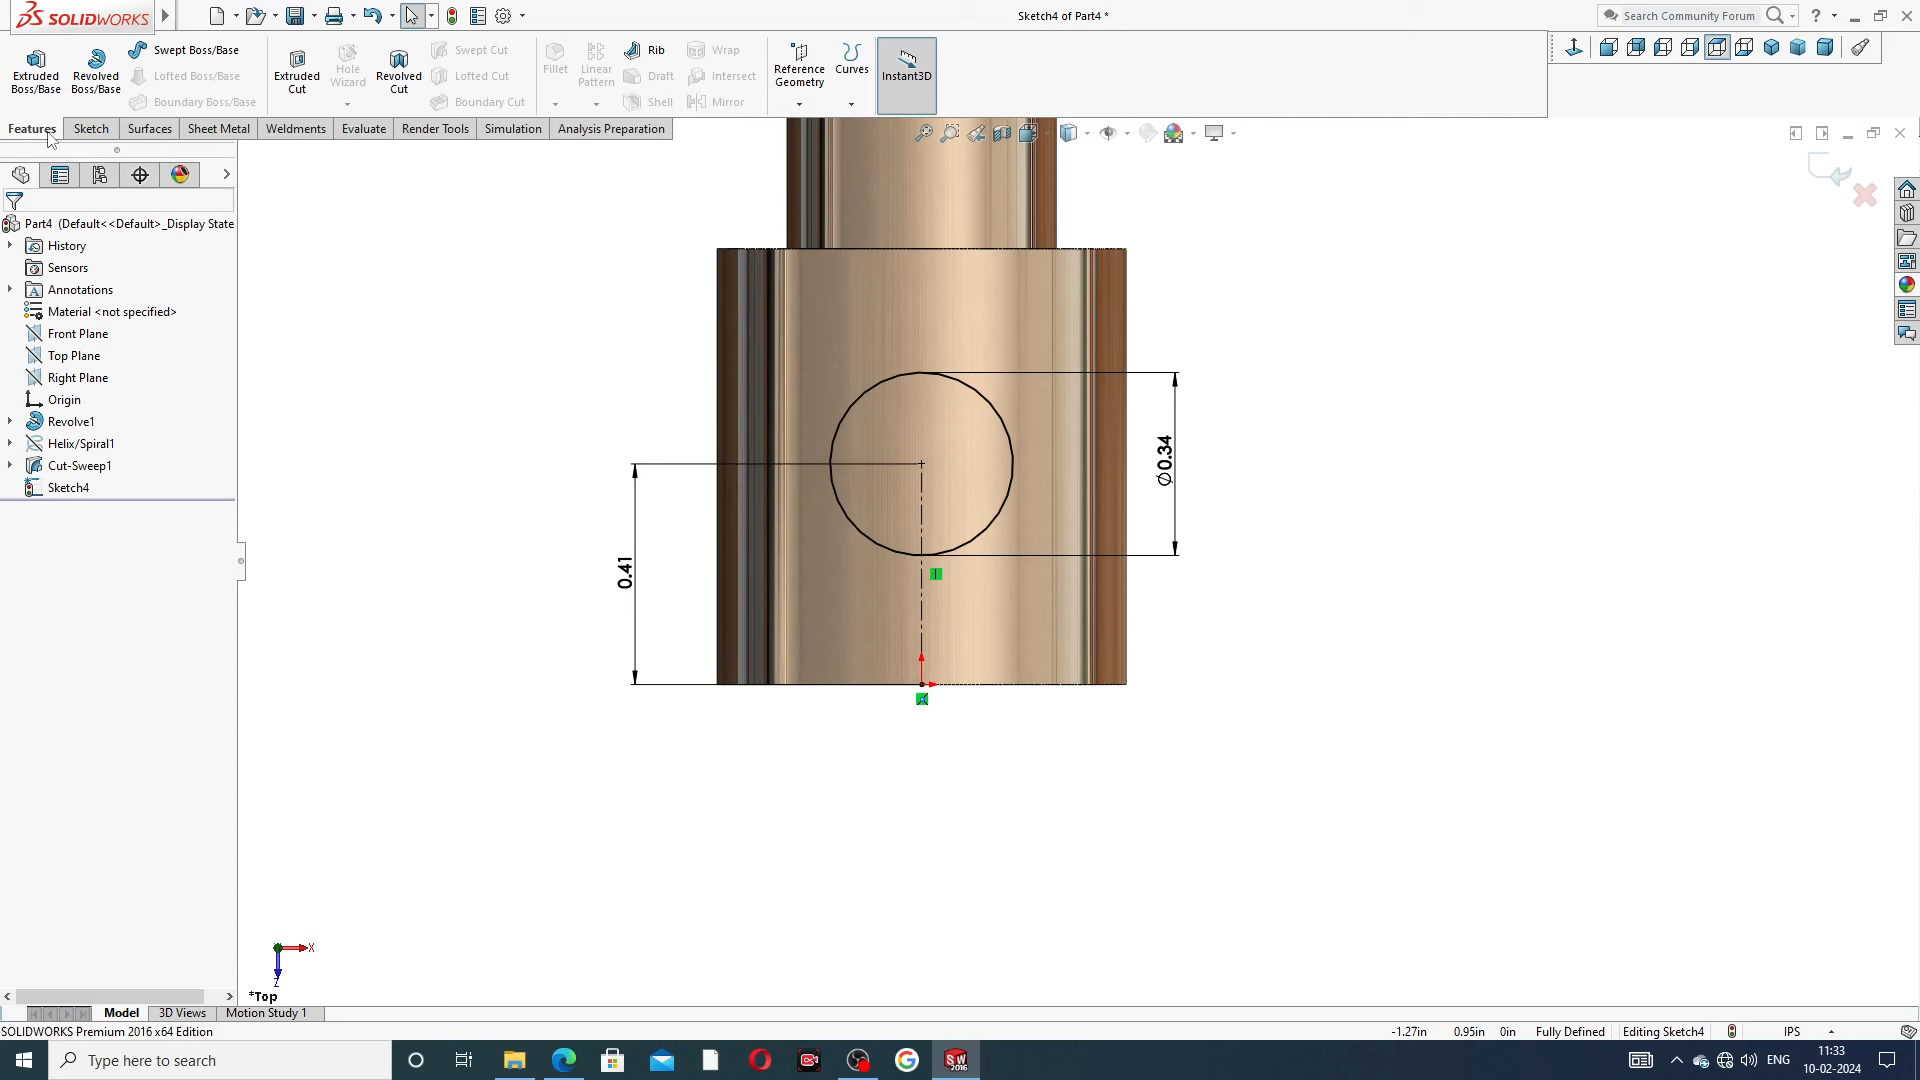 SOLIDWORKS
Sketch4 of Part4 *
Search Community Forum
Extruded Boss/Base
Revolved Boss/Base
Swept Boss/Base
Lofted Boss/Base
Boundary Boss/Base
Extruded Cut
Hole Wizard
Revolved Cut
Swept Cut
Lofted Cut
Boundary Cut
Fillet
Linear Pattern
Rib
Draft
Shell
Wrap
Intersect
Mirror
Reference Geometry
Curves
Instant3D
Features
Sketch
Surfaces
Sheet Metal
Weldments
Evaluate
Render Tools
Simulation
Analysis Preparation
Part4 (Default<<Default>_Display State
History
Sensors
Annotations
Material <not specified>
Front Plane
Top Plane
Right Plane
Origin
Revolve1
Helix/Spiral1
Cut-Sweep1
Sketch4
0.41
∅0.34
X
Z
*Top
Model
3D Views
Motion Study 1
SOLIDWORKS Premium 2016 x64 Edition
-1.27in
0.95in
0in
Fully Defined
Editing Sketch4
IPS
Type here to search
SW
2016
ENG
11:33
10-02-2024